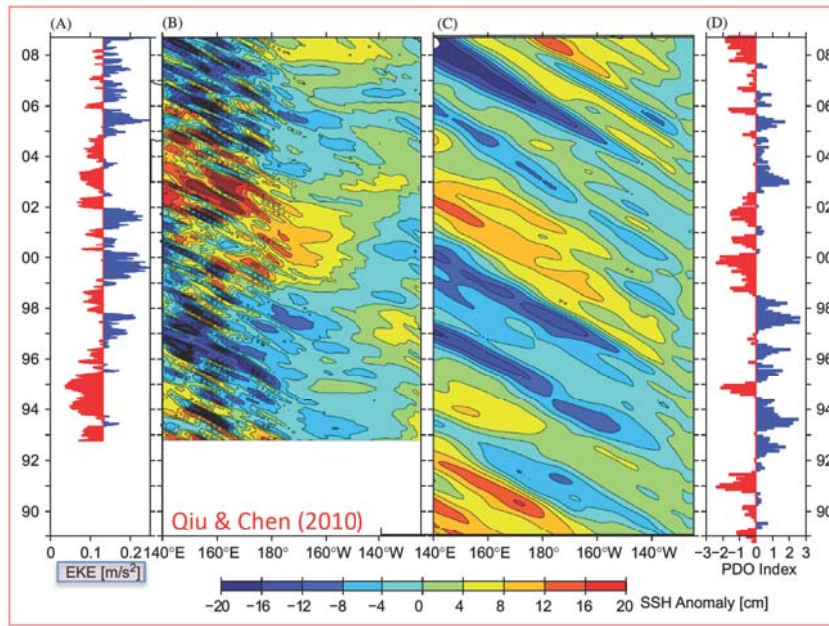 (A) (B) (C) (D)
08 08
06 06
04 04
02 02
00 00
98 98
96 96
94 94
92 92
90 90
Qiu & Chen (2010)
0 0.1 0.2 140°E 160°E 180° 160°W 140°W 140°E 160°E 180° 160°W 140°W −3−2−1 0 1 2 3
EKE [m/s²] PDO Index
−20 −16 −12 −8 −4 0 4 8 12 16 20 SSH Anomaly [cm]